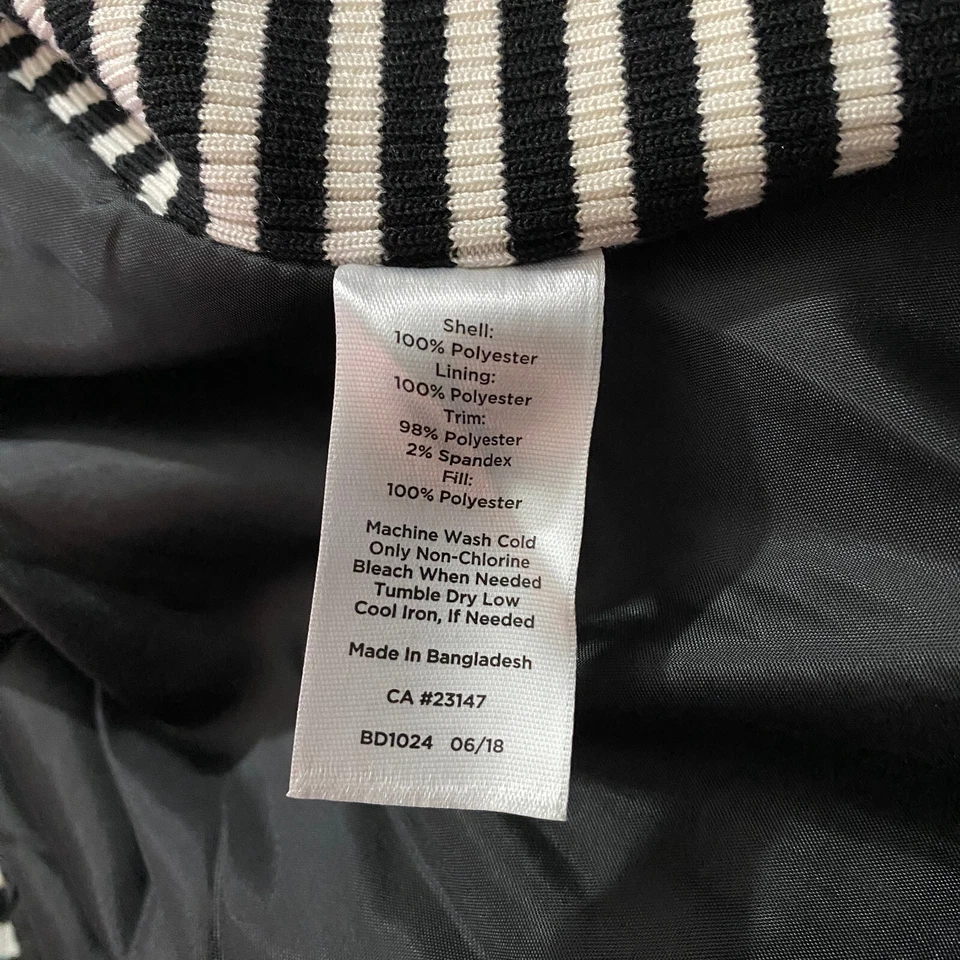 Shell:
100% Polyester
Lining:
100% Polyester
Trim:
98% Polyester
2% Spandex
Fill:
100% Polyester
Machine Wash Cold
Only Non-Chlorine
Bleach When Needed
Tumble Dry Low
Cool Iron, If Needed
Made In Bangladesh
CA #23147
BD1024 06/18